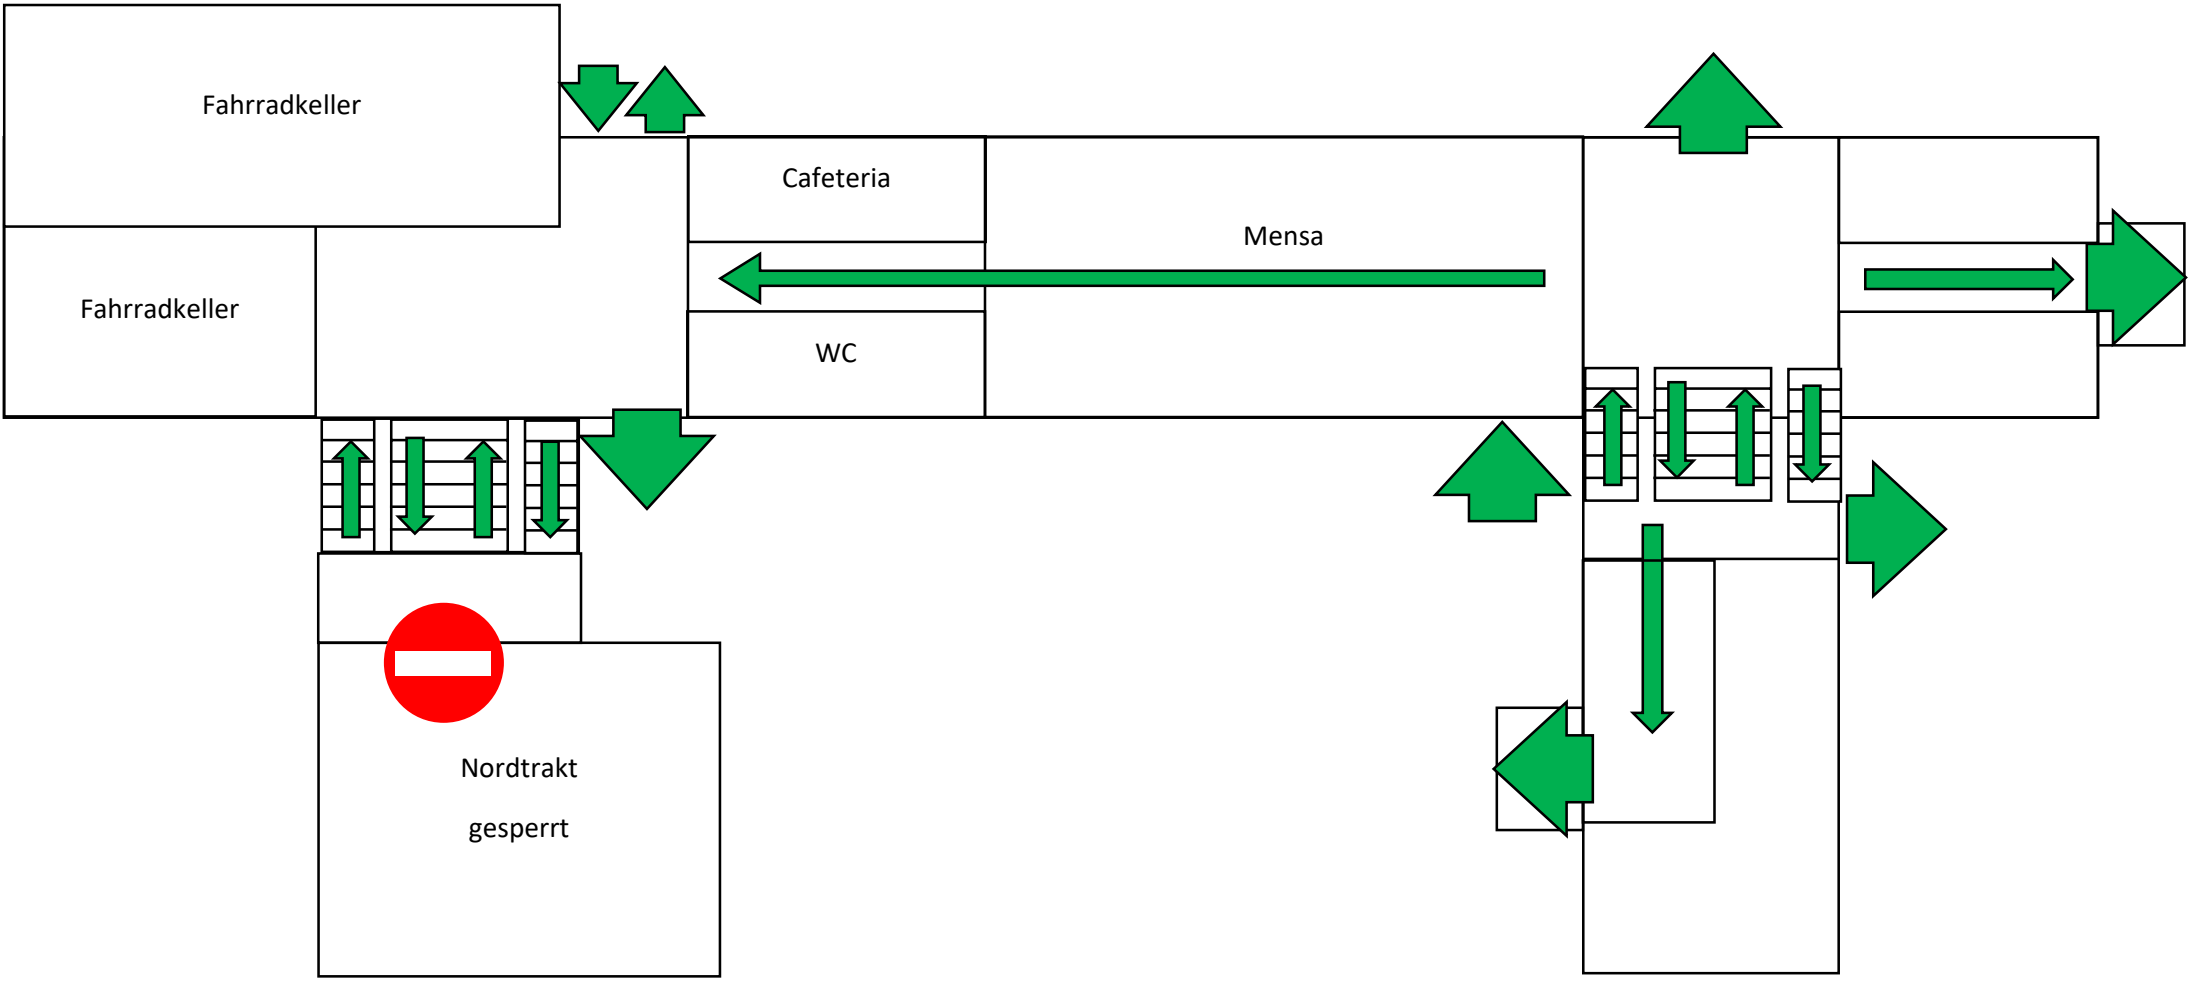 Fahrradkeller
Cafeteria
Mensa
Fahrradkeller
WC
Nordtrakt
gesperrt